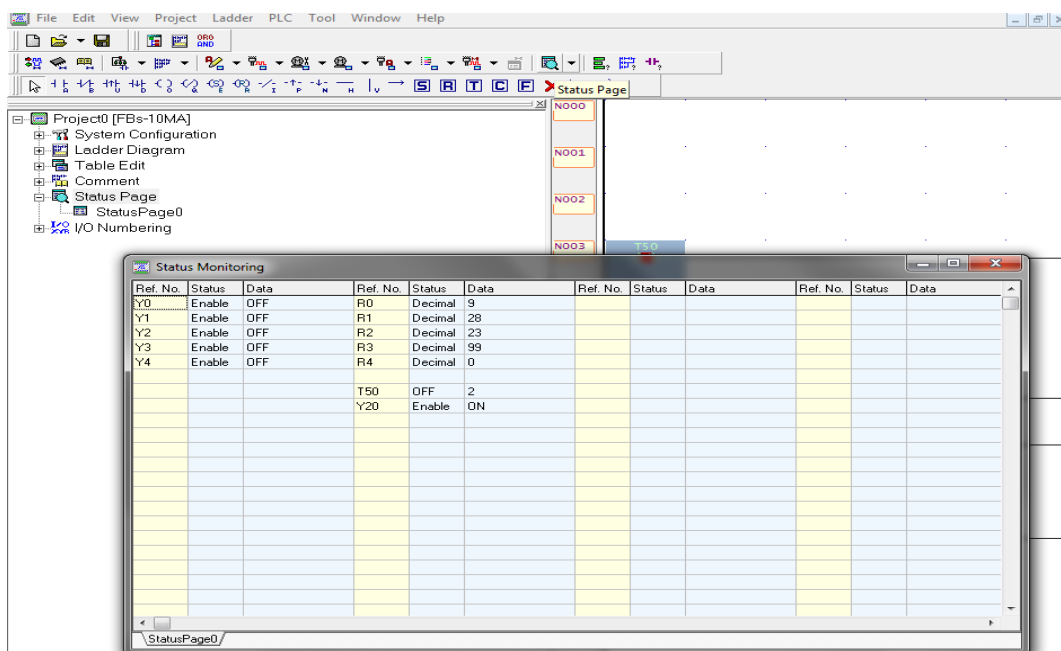 File Edit View Project Ladder PLC Tool Window Help
ORG
AND
A B C Q (S) (R) I P N H V S R T C F
Status Page
Project0 [FBs-10MA]
System Configuration
Ladder Diagram
Table Edit
Comment
Status Page
StatusPage0
I/O Numbering
N000
N001
N002
N003 T50
Status Monitoring
Ref. No. Status Data Ref. No. Status Data Ref. No. Status Data Ref. No. Status Data
Y0 Enable OFF R0 Decimal 9
Y1 Enable OFF R1 Decimal 28
Y2 Enable OFF R2 Decimal 23
Y3 Enable OFF R3 Decimal 99
Y4 Enable OFF R4 Decimal 0
T50 OFF 2
Y20 Enable ON
StatusPage0